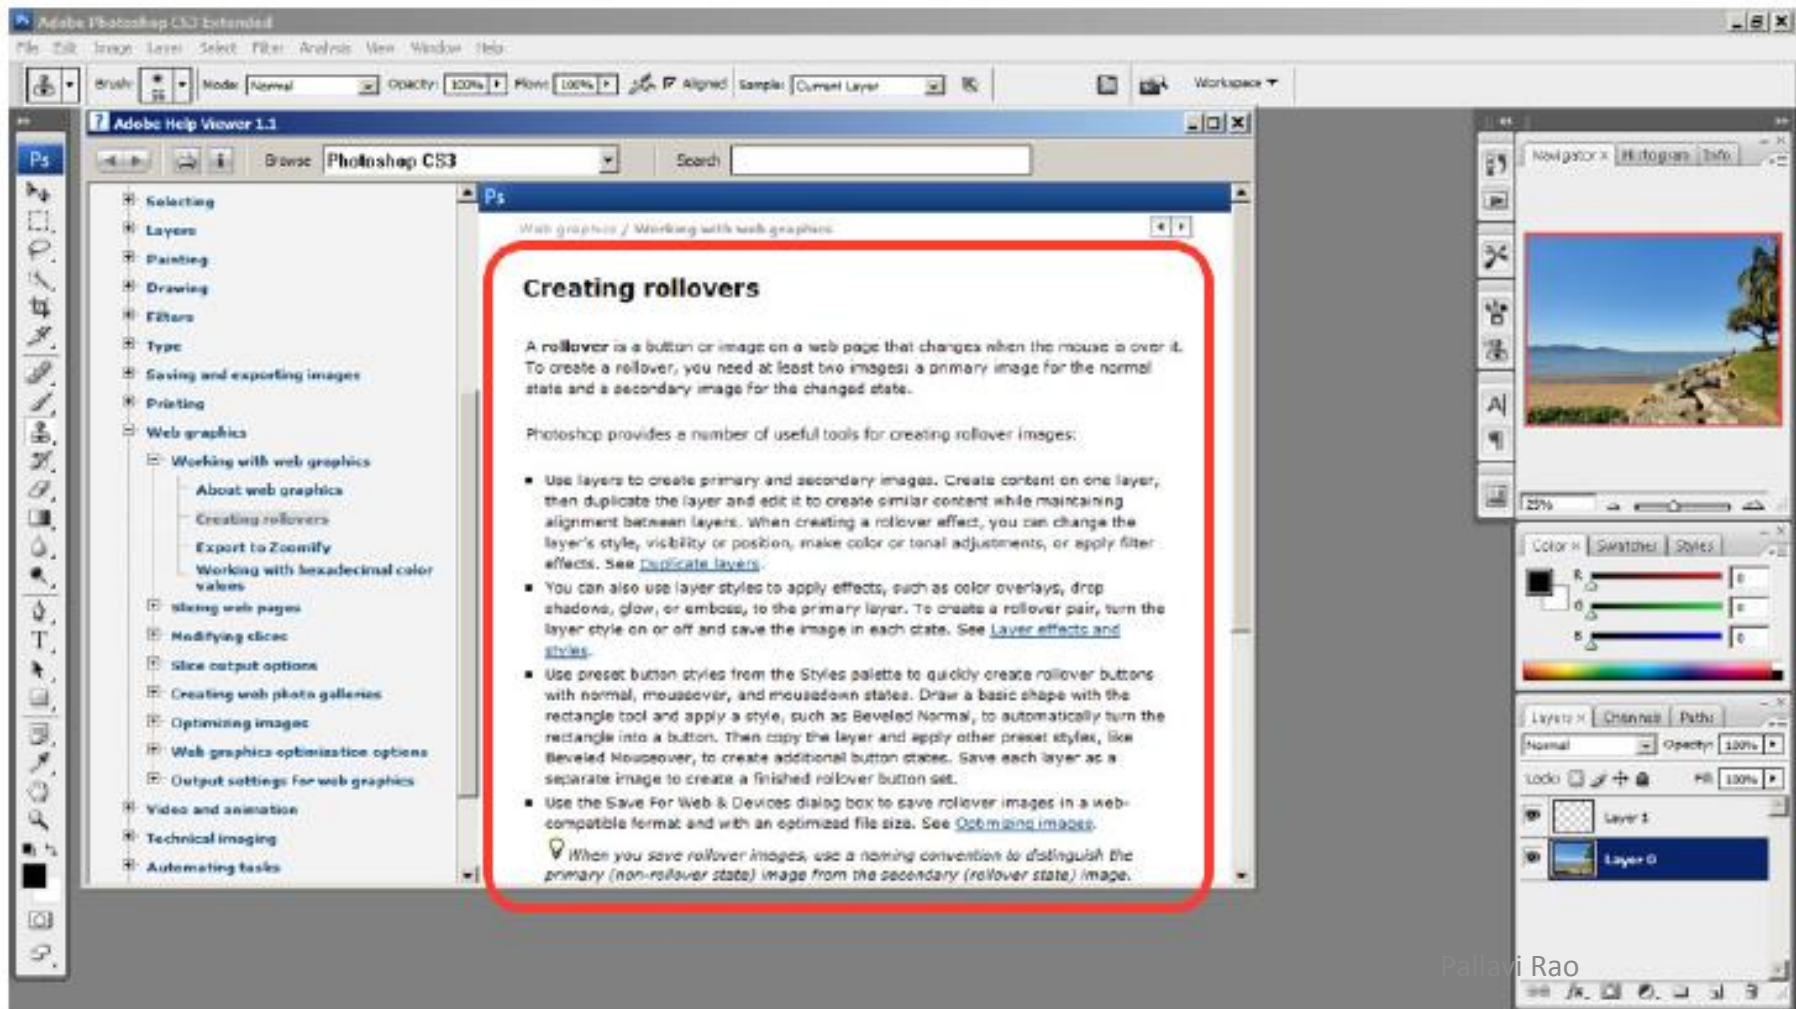 Adobe Photoshop CS3 Extended
File Edit Image Layer Select Filter Analysis View Window Help
Brush: Mode: Normal Opacity: 100% Flow: 100% Aligned Sample: Current Layer Workspace
Adobe Help Viewer 1.1
Browse Photoshop CS3 Search
Ps
Selecting
Layers
Painting
Drawing
Filters
Type
Saving and exporting images
Printing
Web graphics
Working with web graphics
About web graphics
Creating rollovers
Export to Zoomify
Working with hexadecimal color
values
Slicing web pages
Modifying slices
Slice output options
Creating web photo galleries
Optimizing images
Web graphics optimization options
Output settings for web graphics
Video and animation
Technical imaging
Automating tasks
Ps
Web graphics / Working with web graphics
Creating rollovers
A rollover is a button or image on a web page that changes when the mouse is over it.
To create a rollover, you need at least two images: a primary image for the normal
state and a secondary image for the changed state.
Photoshop provides a number of useful tools for creating rollover images:
Use layers to create primary and secondary images. Create content on one layer,
then duplicate the layer and edit it to create similar content while maintaining
alignment between layers. When creating a rollover effect, you can change the
layer's style, visibility or position, make color or tonal adjustments, or apply filter
effects. See Duplicate layers.
You can also use layer styles to apply effects, such as color overlays, drop
shadows, glow, or emboss, to the primary layer. To create a rollover pair, turn the
layer style on or off and save the image in each state. See Layer effects and
styles.
Use preset button styles from the Styles palette to quickly create rollover buttons
with normal, mouseover, and mousedown states. Draw a basic shape with the
rectangle tool and apply a style, such as Beveled Normal, to automatically turn the
rectangle into a button. Then copy the layer and apply other preset styles, like
Beveled Mouseover, to create additional button states. Save each layer as a
separate image to create a finished rollover button set.
Use the Save For Web & Devices dialog box to save rollover images in a web-
compatible format and with an optimized file size. See Optimizing images.
When you save rollover images, use a naming convention to distinguish the
primary (non-rollover state) image from the secondary (rollover state) image.
Navigator x Histogram Info
25%
Color x Swatches Styles
R 0
G 0
B 0
Layers x Channels Paths
Normal Opacity: 100%
Lock: Fill: 100%
Layer 1
Layer 0
Pallavi Rao